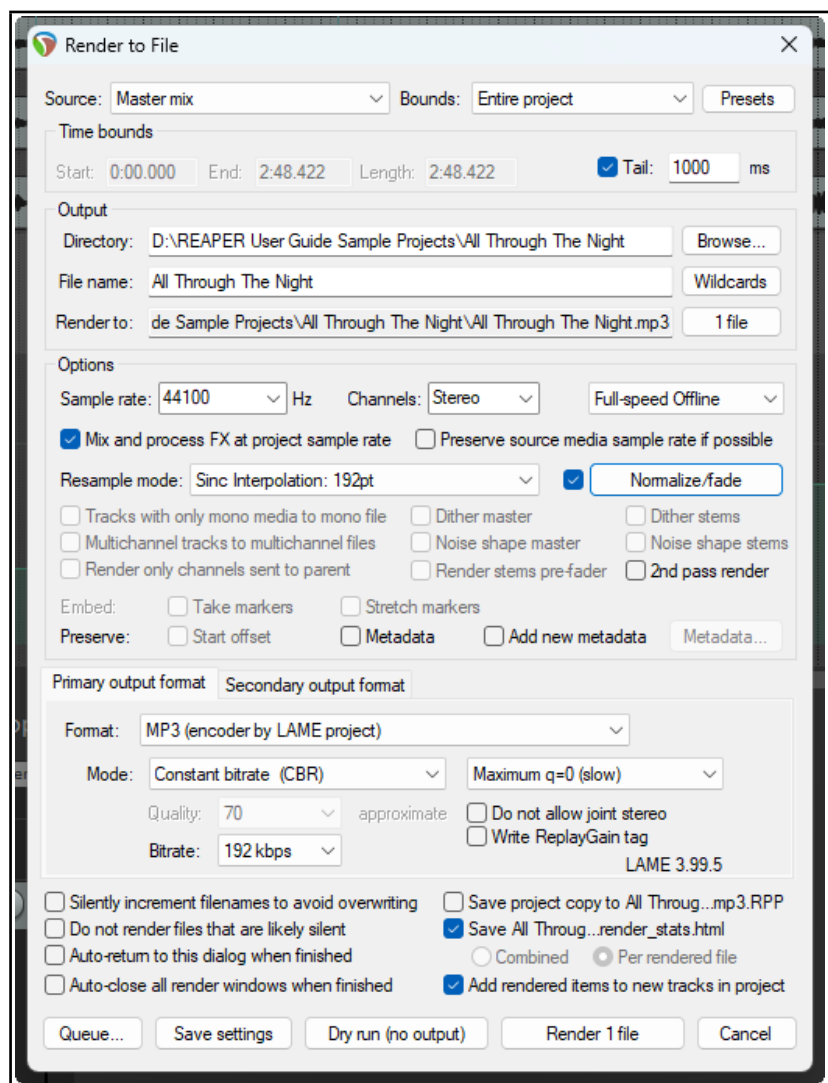 Render to File
Source: Master mix Bounds: Entire project Presets
Time bounds
Start: 0:00.000 End: 2:48.422 Length: 2:48.422 Tail: 1000 ms
Output
Directory: D:\REAPER User Guide Sample Projects\All Through The Night Browse...
File name: All Through The Night Wildcards
Render to: de Sample Projects\All Through The Night\All Through The Night.mp3 1 file
Options
Sample rate: 44100 Hz Channels: Stereo Full-speed Offline
Mix and process FX at project sample rate Preserve source media sample rate if possible
Resample mode: Sinc Interpolation: 192pt Normalize/fade
Tracks with only mono media to mono file Dither master Dither stems
Multichannel tracks to multichannel files Noise shape master Noise shape stems
Render only channels sent to parent Render stems pre-fader 2nd pass render
Embed: Take markers Stretch markers
Preserve: Start offset Metadata Add new metadata Metadata...
Primary output format Secondary output format
Format: MP3 (encoder by LAME project)
Mode: Constant bitrate (CBR) Maximum q=0 (slow)
Quality: 70 approximate Do not allow joint stereo
Write ReplayGain tag
Bitrate: 192 kbps
LAME 3.99.5
Silently increment filenames to avoid overwriting Save project copy to All Throug...mp3.RPP
Do not render files that are likely silent Save All Throug...render_stats.html
Auto-return to this dialog when finished Combined Per rendered file
Auto-close all render windows when finished Add rendered items to new tracks in project
Queue... Save settings Dry run (no output) Render 1 file Cancel